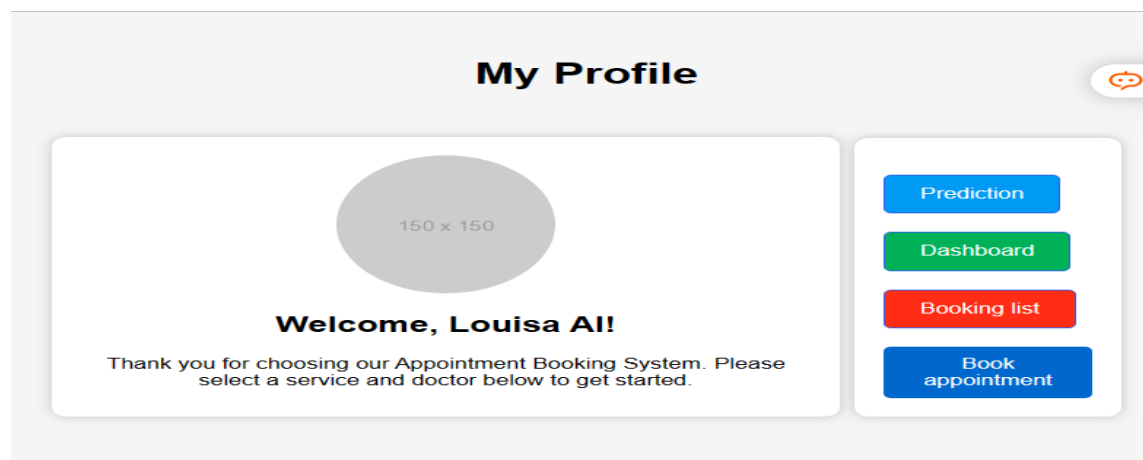 My Profile
150 x 150
Welcome, Louisa AI!
Thank you for choosing our Appointment Booking System. Please
select a service and doctor below to get started.
Prediction
Dashboard
Booking list
Book
appointment